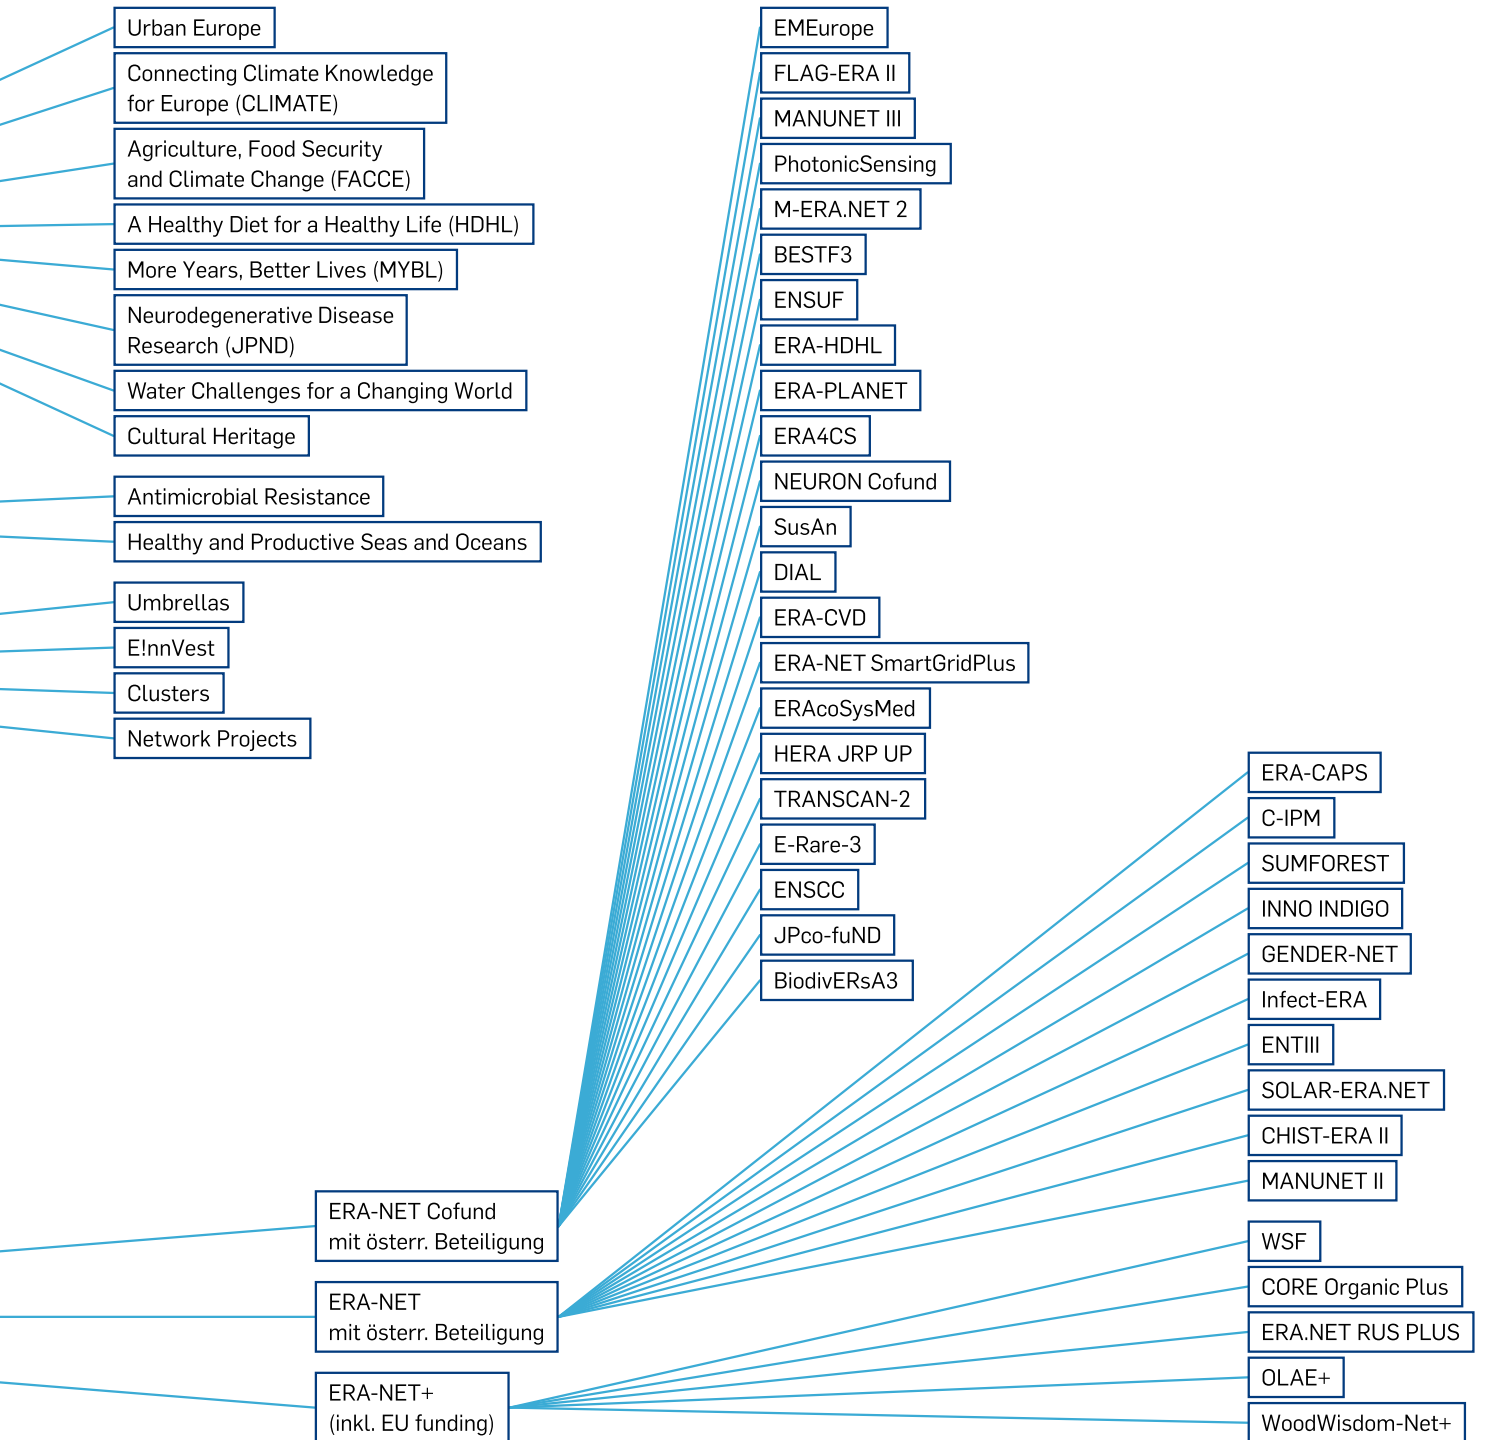 Urban Europe
Connecting Climate Knowledge
for Europe (CLIMATE)
Agriculture, Food Security
and Climate Change (FACCE)
A Healthy Diet for a Healthy Life (HDHL)
More Years, Better Lives (MYBL)
Neurodegenerative Disease
Research (JPND)
Water Challenges for a Changing World
Cultural Heritage
Antimicrobial Resistance
Healthy and Productive Seas and Oceans
Umbrellas
E!nnVest
Clusters
Network Projects
ERA-NET Cofund
mit österr. Beteiligung
ERA-NET
mit österr. Beteiligung
ERA-NET+
(inkl. EU funding)
EMEurope
FLAG-ERA II
MANUNET III
PhotonicSensing
M-ERA.NET 2
BESTF3
ENSUF
ERA-HDHL
ERA-PLANET
ERA4CS
NEURON Cofund
SusAn
DIAL
ERA-CVD
ERA-NET SmartGridPlus
ERAcoSysMed
HERA JRP UP
TRANSCAN-2
E-Rare-3
ENSCC
JPco-fuND
BiodivERsA3
ERA-CAPS
C-IPM
SUMFOREST
INNO INDIGO
GENDER-NET
Infect-ERA
ENTIII
SOLAR-ERA.NET
CHIST-ERA II
MANUNET II
WSF
CORE Organic Plus
ERA.NET RUS PLUS
OLAE+
WoodWisdom-Net+